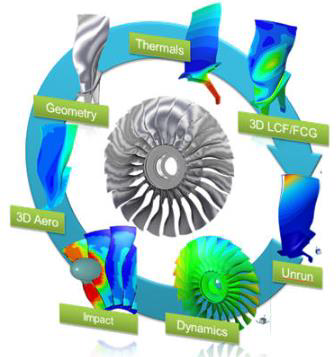 Thermals
Geometry
3D LCF/FCG
3D Aero
Unrun
Impact
Dynamics